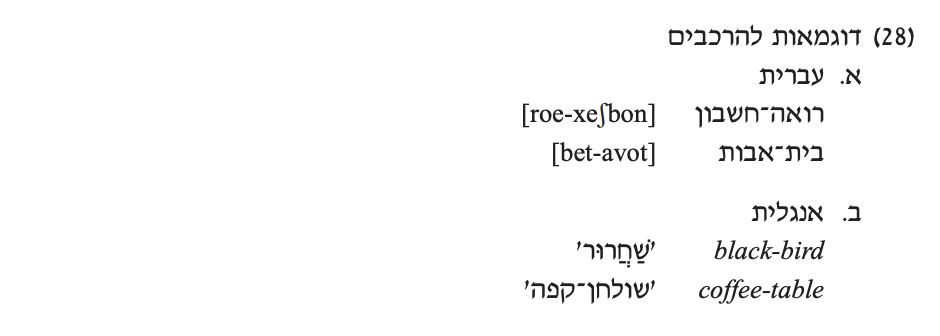 (28) דוגמאות להרכבים
א. עברית
רואה־חשבון [roe-xeʃbon]
בית־אבות [bet-avot]
ב. אנגלית
black-bird 'שַׁחֲרוּר'
coffee-table 'שולחן־קפה'